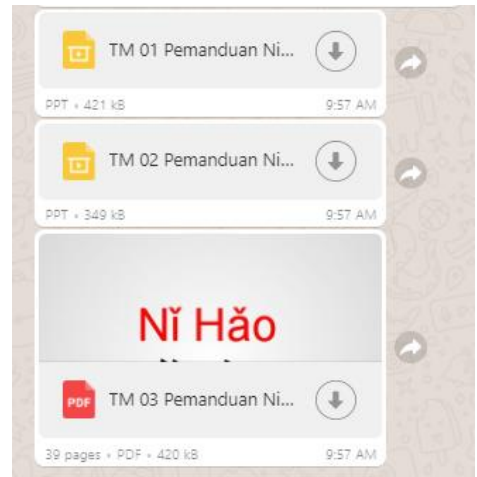 TM 01 Pemanduan Ni...
PPT • 421 kB 9:57 AM
TM 02 Pemanduan Ni...
PPT • 349 kB 9:57 AM
Nǐ Hǎo
PDF TM 03 Pemanduan Ni...
39 pages • PDF • 420 kB 9:57 AM